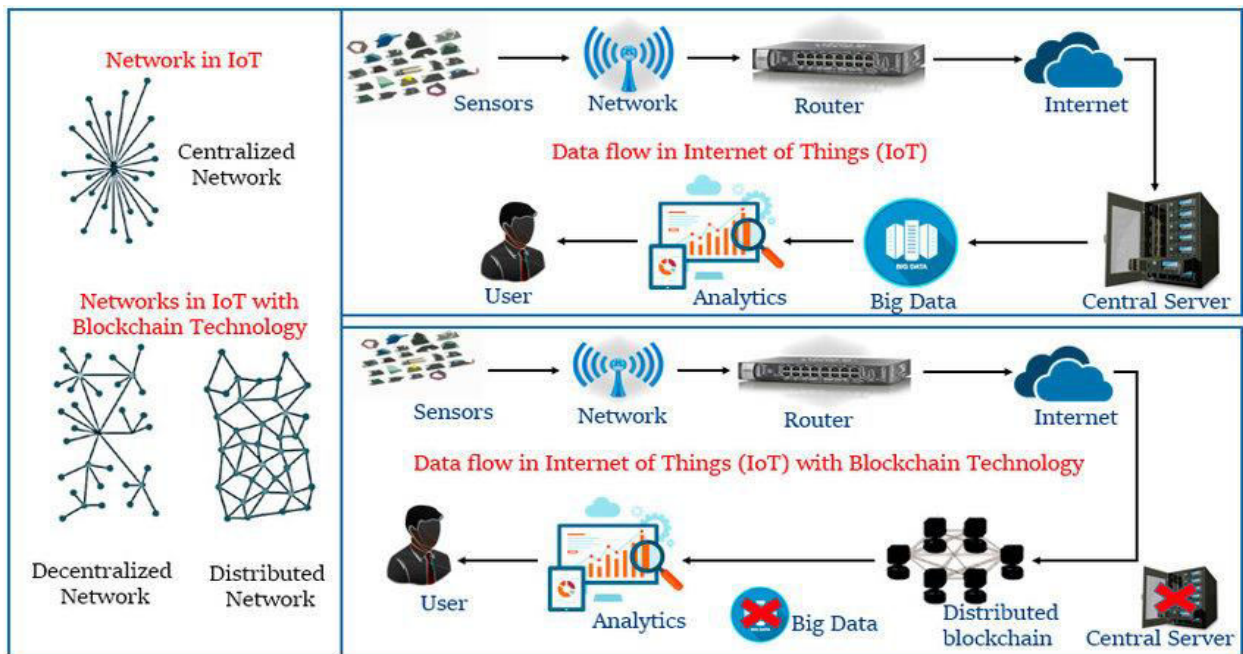 Network in IoT
Centralized
Network
Networks in IoT with
Blockchain Technology
Decentralized
Network
Distributed
Network
Sensors
Network
Router
Internet
Data flow in Internet of Things (IoT)
User
Analytics
BIG DATA
Big Data
Central Server
Sensors
Network
Router
Internet
Data flow in Internet of Things (IoT) with Blockchain Technology
User
Analytics
Big Data
Distributed
blockchain
Central Server